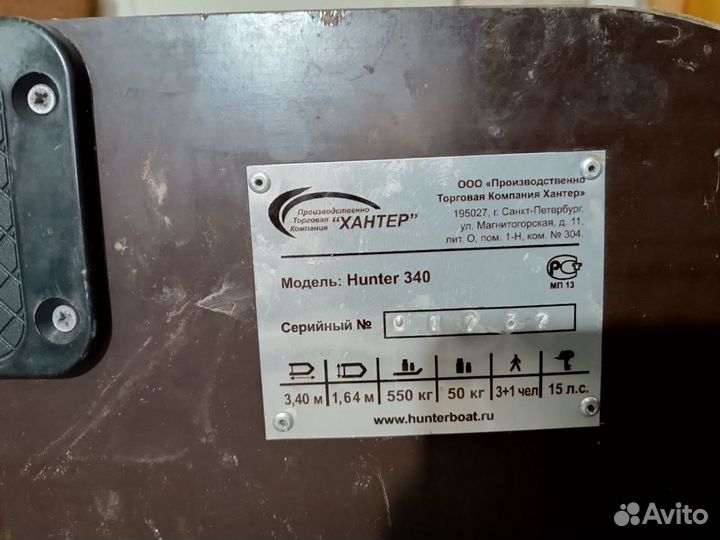 Производственно
Торговая
Компания "ХАНТЕР"
ООО «Производственно
Торговая Компания Хантер»
195027, г. Санкт-Петербург,
ул. Магнитогорская, д. 11,
лит. О, пом. 1-Н, ком. № 304.
Модель: Hunter 340
РСТ
МП 13
Серийный № 01737
3,40 м 1,64 м 550 кг 50 кг 3+1 чел 15 л.с.
www.hunterboat.ru
Avito